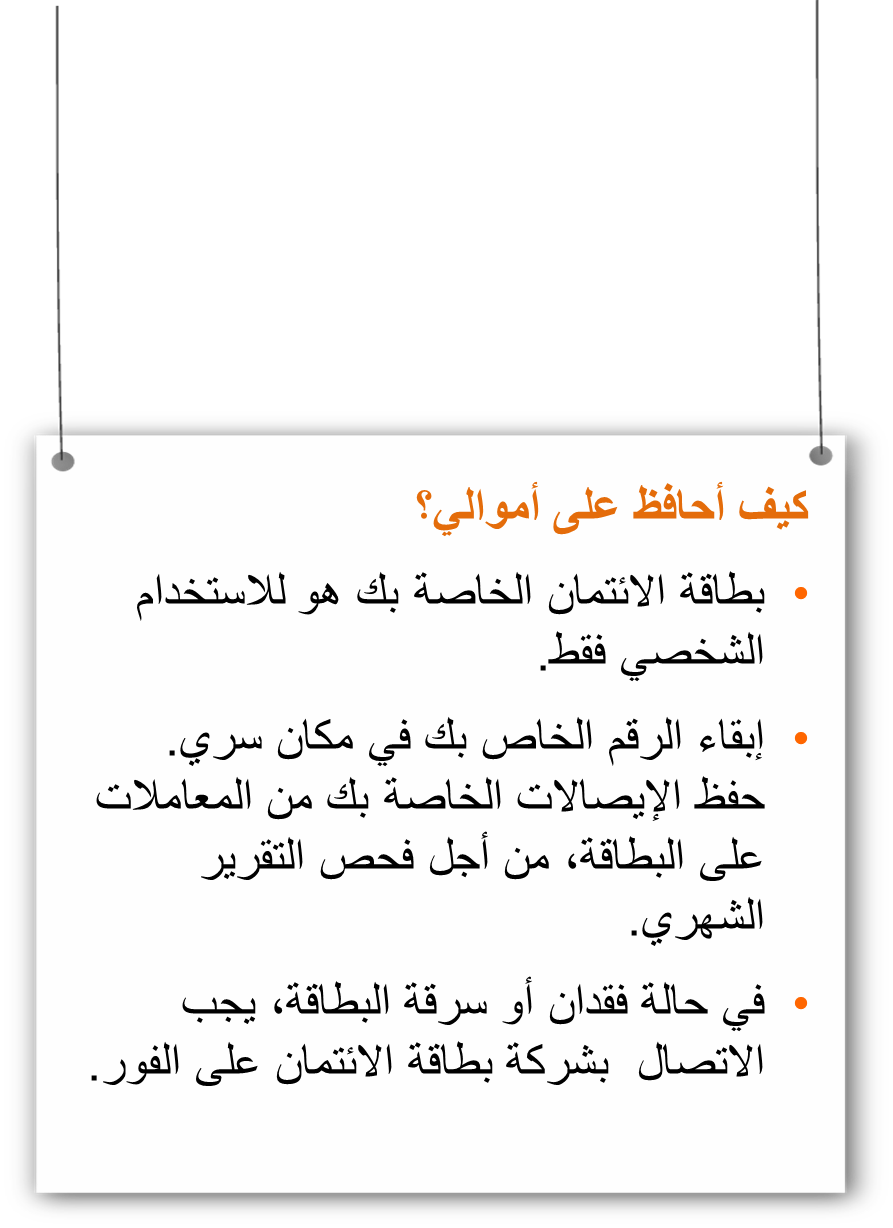 كيف أحافظ على أموالي؟
• بطاقة الائتمان الخاصة بك هو للاستخدام
الشخصي فقط.
• إبقاء الرقم الخاص بك في مكان سري.
حفظ الإيصالات الخاصة بك من المعاملات
على البطاقة، من أجل فحص التقرير
الشهري.
• في حالة فقدان أو سرقة البطاقة، يجب
الاتصال بشركة بطاقة الائتمان على الفور.